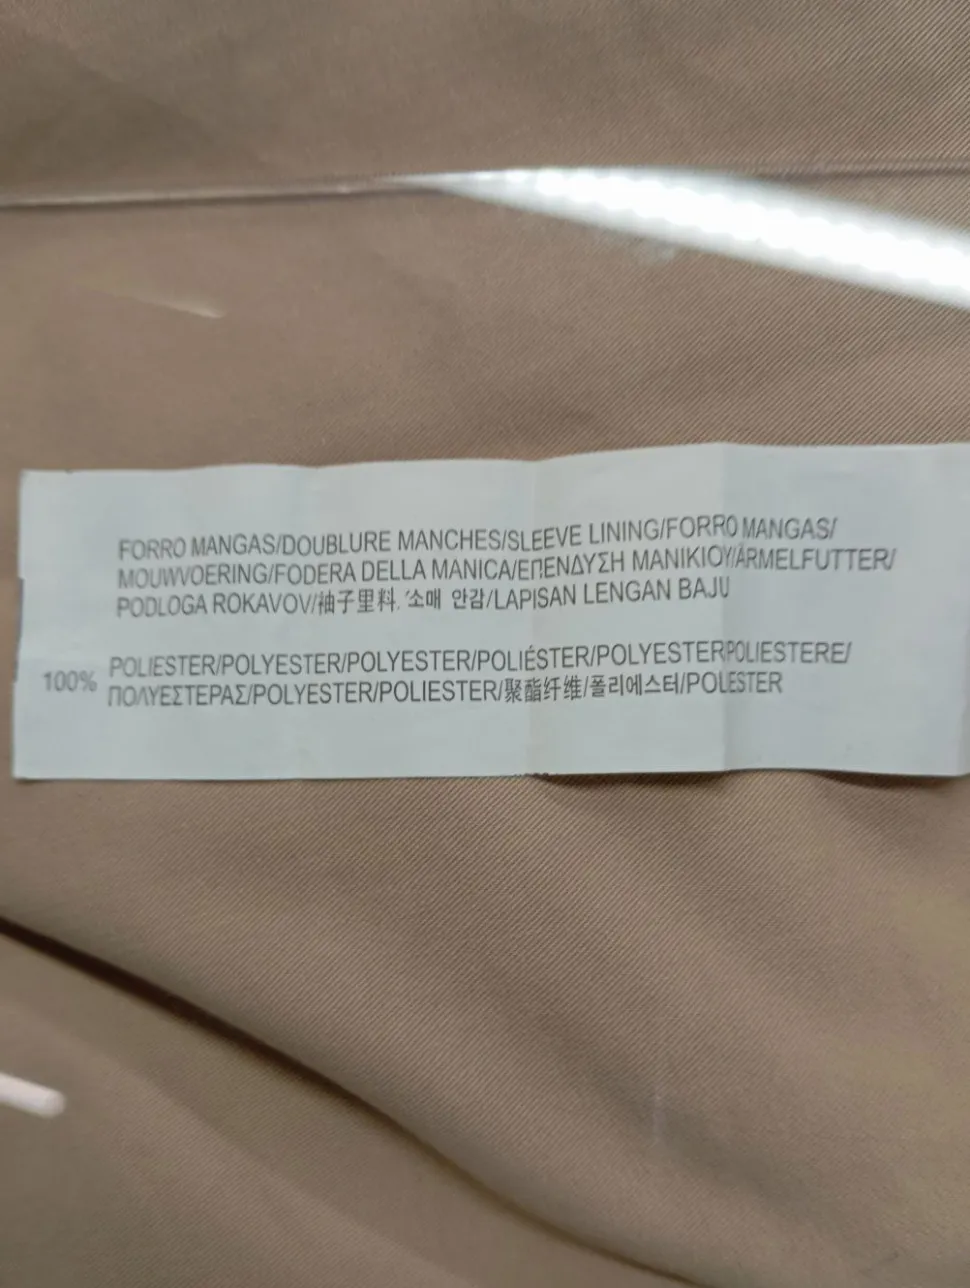 FORRO MANGAS/DOUBLURE MANCHES/SLEEVE LINING/FORRO MANGAS/
MOUWVOERING/FODERA DELLA MANICA/ΕΠΕΝΔΥΣΗ ΜΑΝΙΚΙΟΥ/ÄRMELFUTTER/
PODLOGA ROKAVOV/袖子里料. '소매 안감/LAPISAN LENGAN BAJU
100% POLIESTER/POLYESTER/POLYESTER/POLIÉSTER/POLYESTER/POLIESTERE/
ΠΟΛΥΕΣΤΕΡΑΣ/POLYESTER/POLIESTER/聚酯纤维/폴리에스터/POLESTER